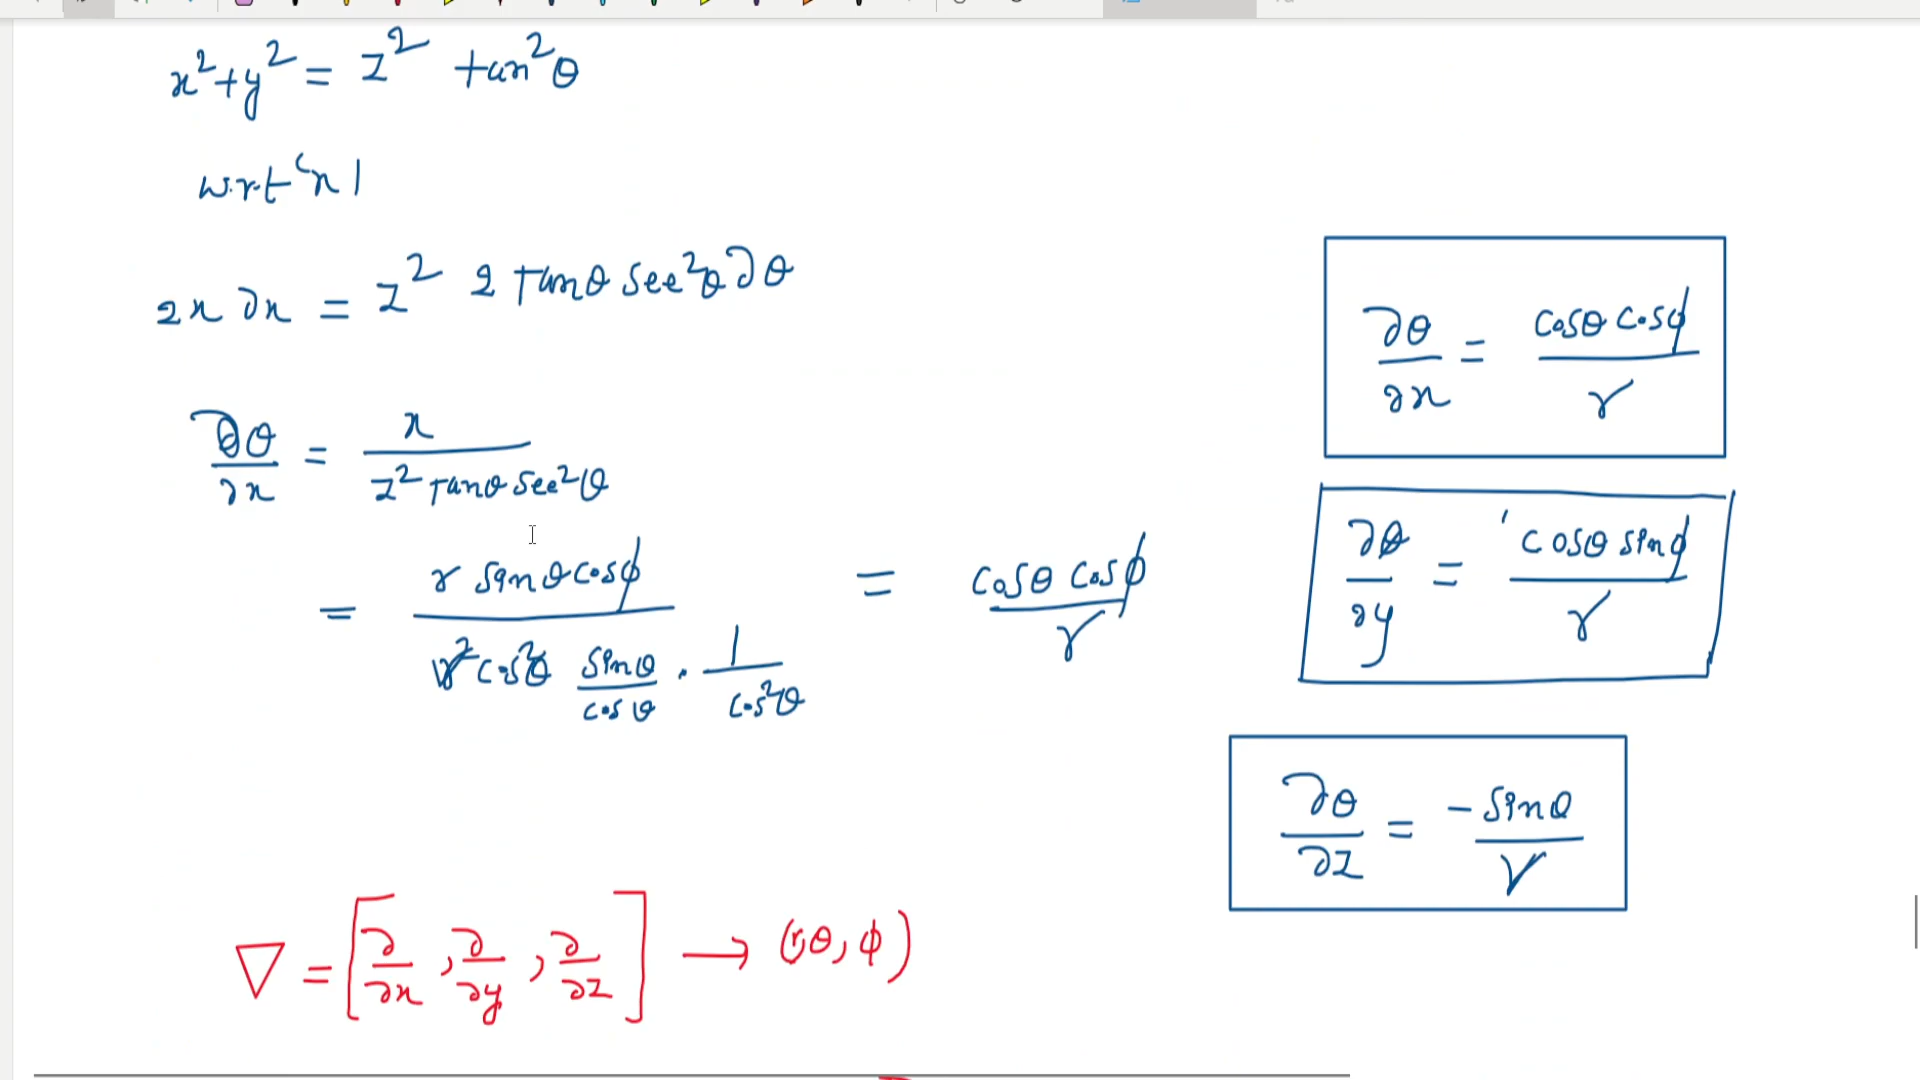 x²+y² = z² tan²θ
w.r.t 'x'
2x ∂x = z² 2 Tanθ Sec²θ ∂θ
∂θ/∂x = x / z² Tanθ Sec²θ
= r Sinθ Cosφ / r² Cos²θ Sinθ/Cosθ · 1/Cos²θ = Cosθ Cosφ / r
∂θ/∂x = Cosθ Cosφ / r
∂θ/∂y = Cosθ Sinφ / r
∂θ/∂z = -Sinθ / r
∇ = [∂/∂x, ∂/∂y, ∂/∂z] → (r, θ, φ)